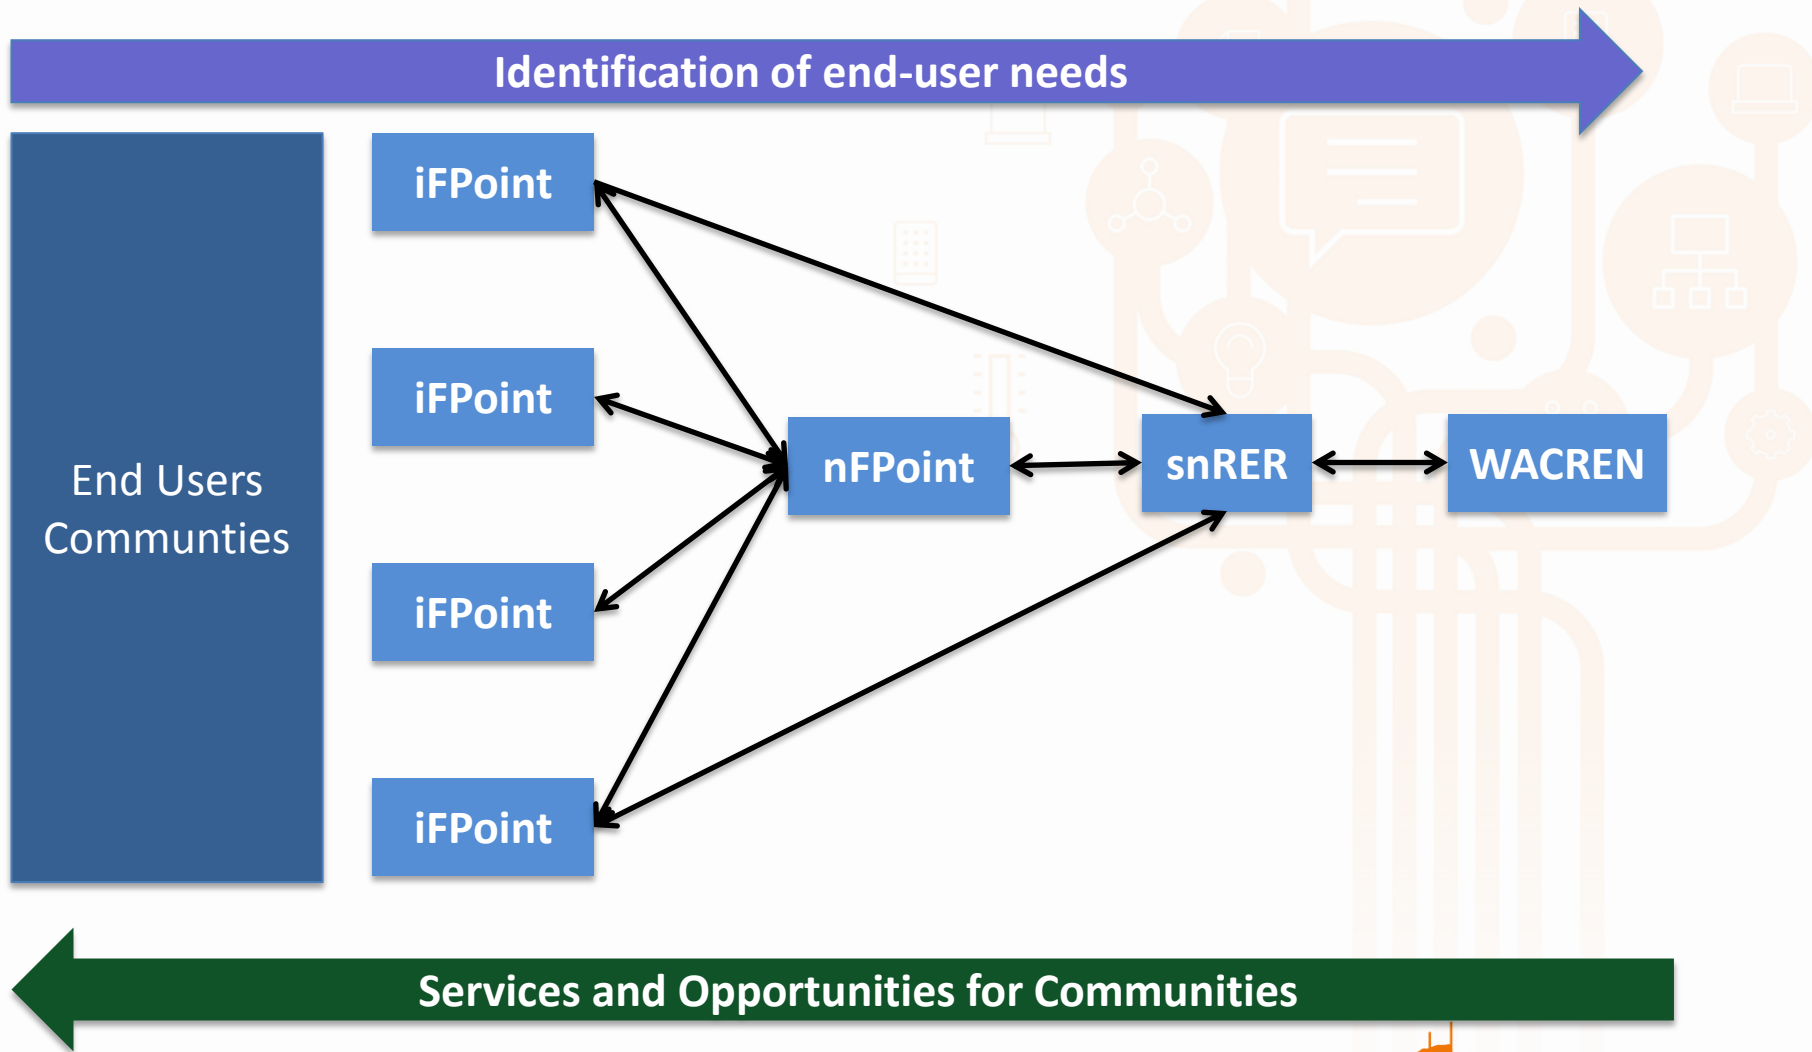 Identification of end-user needs
End Users
Communties
iFPoint
iFPoint
iFPoint
iFPoint
nFPoint
snRER
WACREN
Services and Opportunities for Communities